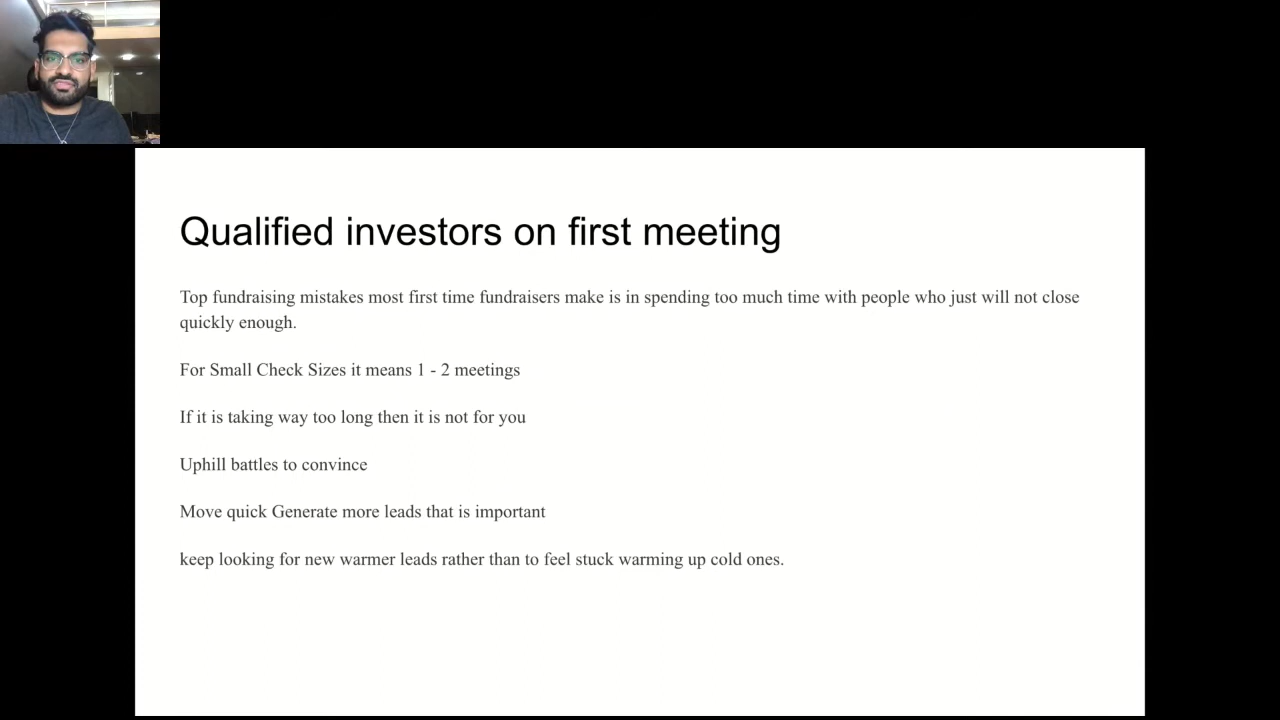 Qualified investors on first meeting
Top fundraising mistakes most first time fundraisers make is in spending too much time with people who just will not close
quickly enough.
For Small Check Sizes it means 1 - 2 meetings
If it is taking way too long then it is not for you
Uphill battles to convince
Move quick Generate more leads that is important
keep looking for new warmer leads rather than to feel stuck warming up cold ones.